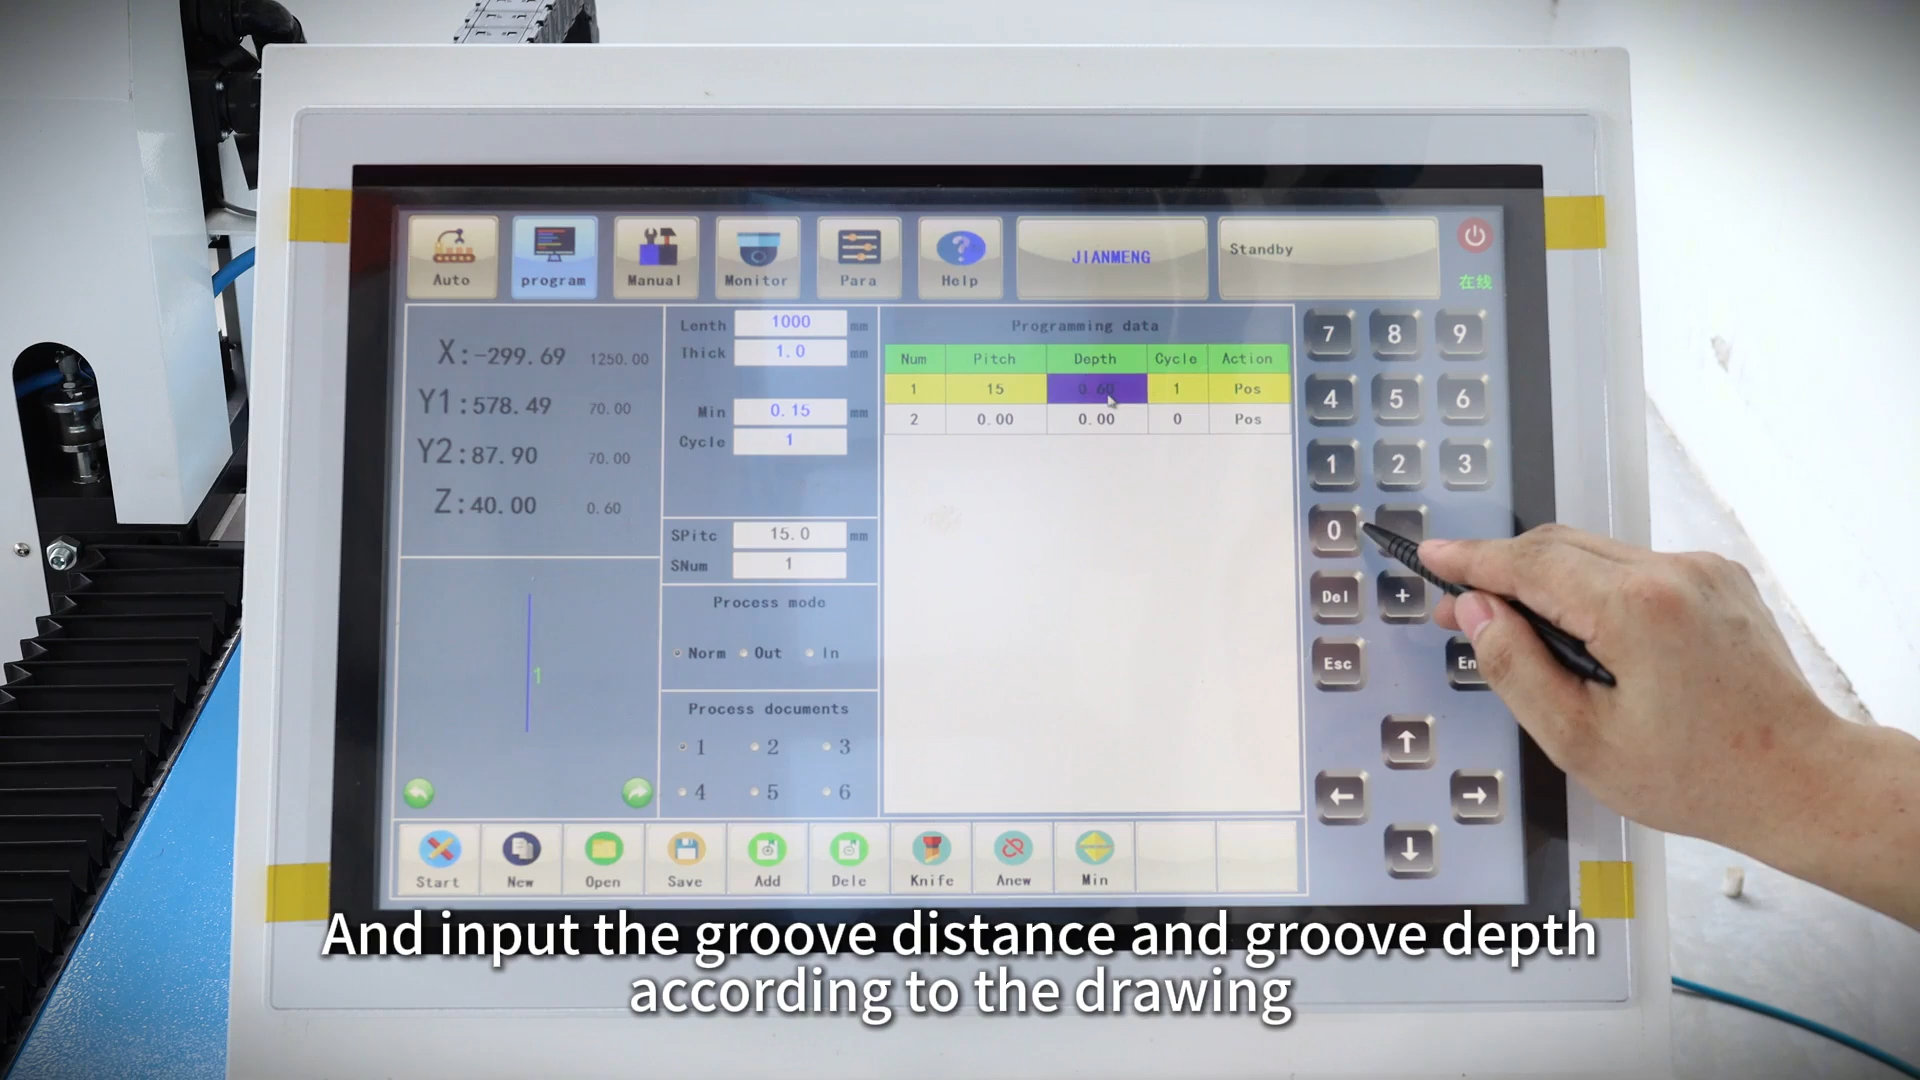 Auto program Manual Monitor Para Help JIANMENG Standby
在线
X:-299.69 1250.00
Y1:578.49 70.00
Y2:87.90 70.00
Z:40.00 0.60
1
Lenth 1000 mm
Thick 1.0 mm
Min 0.15 mm
Cycle 1
SPitc 15.0 mm
SNum 1
Process mode
Norm Out In
Process documents
1 2 3
4 5 6
Programming data
Num Pitch Depth Cycle Action
1 15 0.60 1 Pos
2 0.00 0.00 0 Pos
7 8 9
4 5 6
1 2 3
0
Del +
Esc En
↑
← →
↓
Start New Open Save Add Dele Knife Anew Min
And input the groove distance and groove depth
according to the drawing